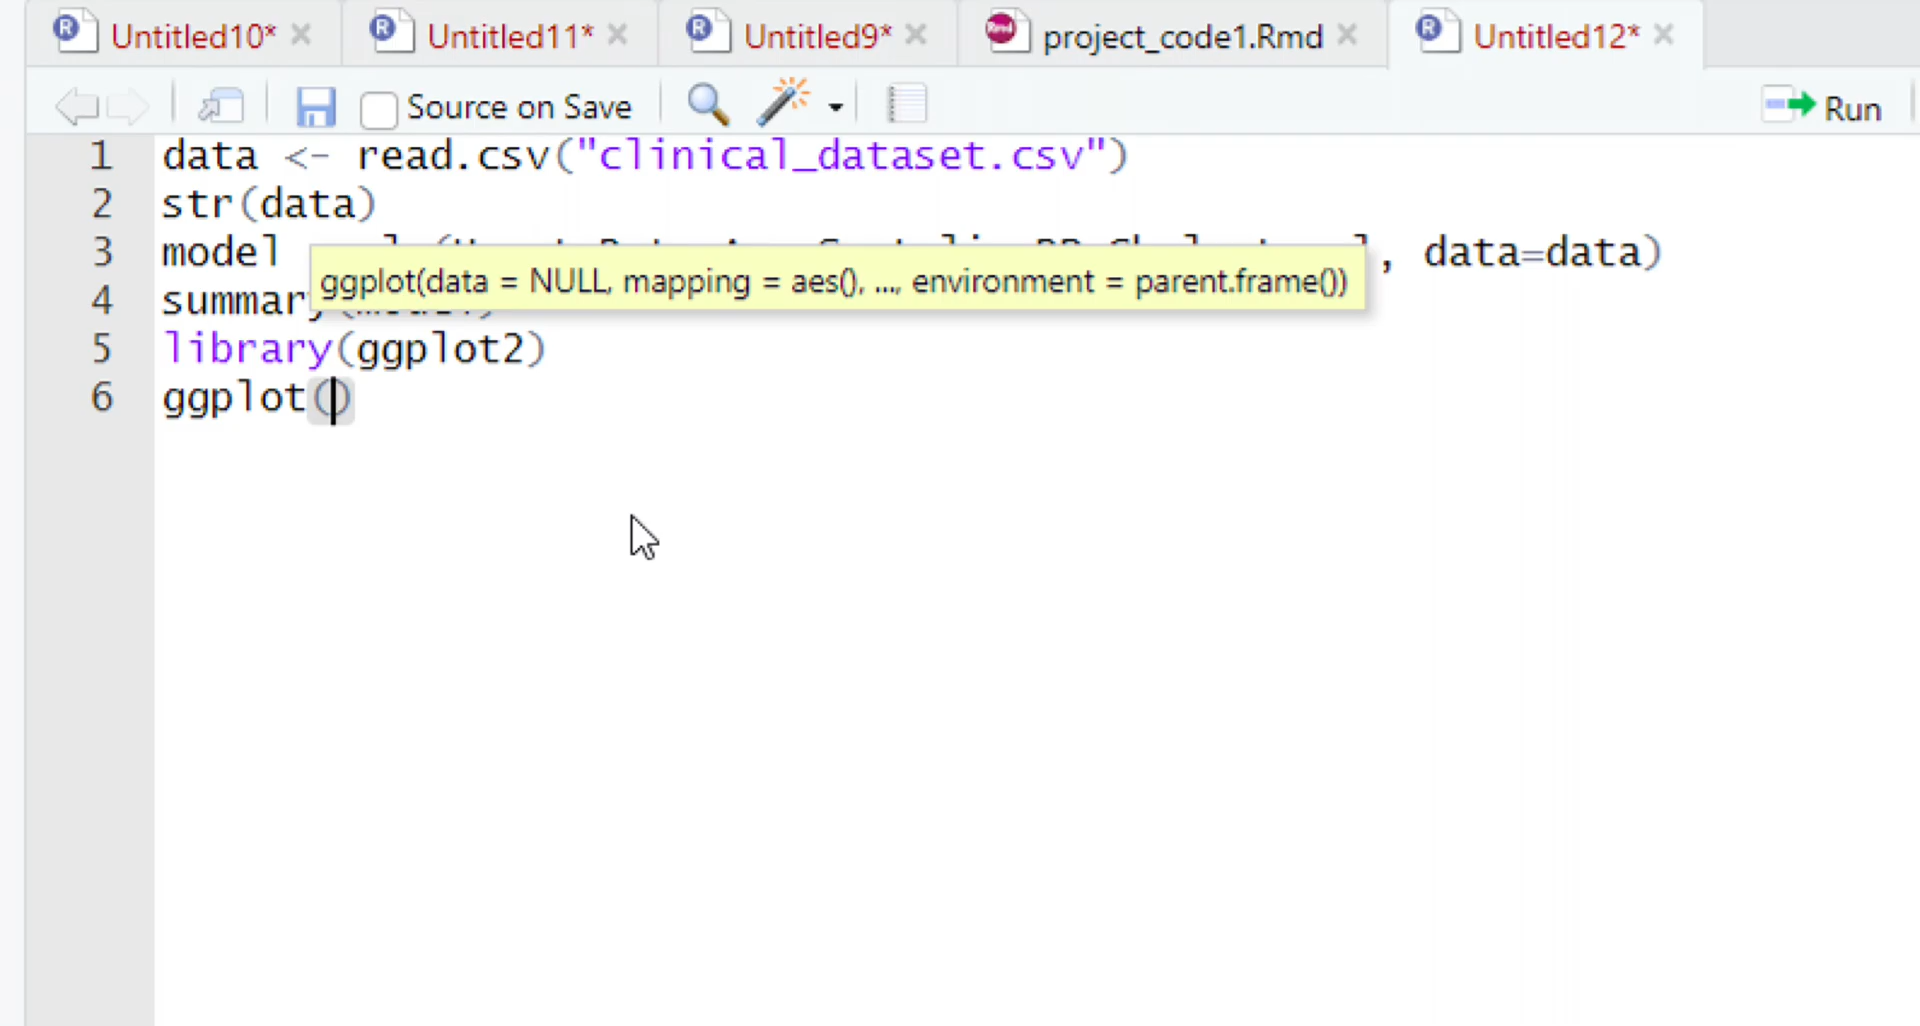 Untitled10* Untitled11* Untitled9* project_code1.Rmd Untitled12*
Source on Save Run
1 data <- read.csv("clinical_dataset.csv")
2 str(data)
3 model , data=data)
ggplot(data = NULL, mapping = aes(), ..., environment = parent.frame())
4 summary
5 library(ggplot2)
6 ggplot()